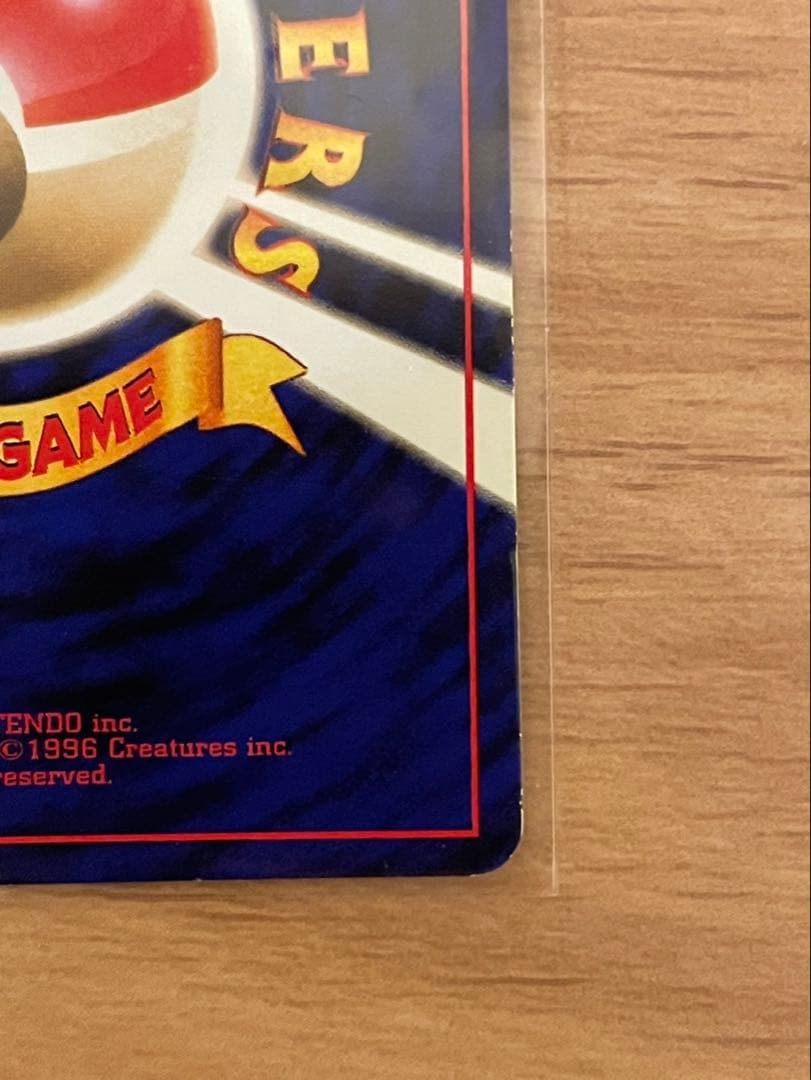 ERS
GAME
TENDO inc.
©1996 Creatures inc.
reserved.